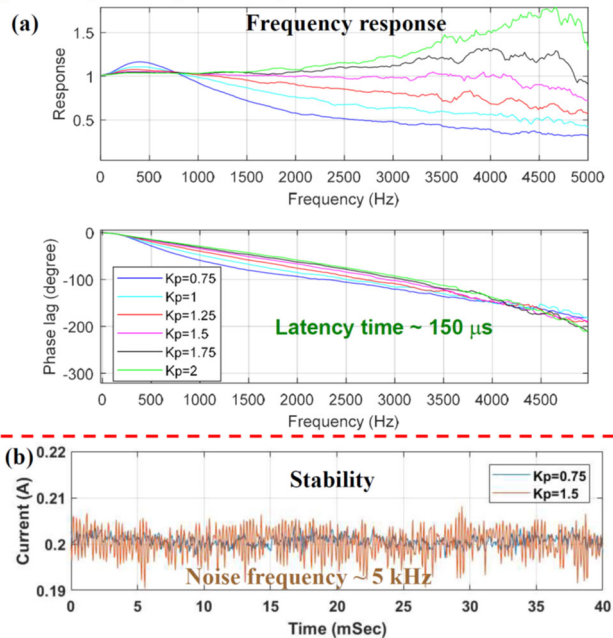 (a)
Frequency response
Response
1.5
1
0.5
0 500 1000 1500 2000 2500 3000 3500 4000 4500 5000
Frequency (Hz)
Phase lag (degree)
0
-100
-200
-300
Kp=0.75
Kp=1
Kp=1.25
Kp=1.5
Kp=1.75
Kp=2
Latency time ~ 150 μs
0 500 1000 1500 2000 2500 3000 3500 4000 4500
Frequency (Hz)
(b)
Current (A)
0.22
0.21
0.2
0.19
Stability
Kp=0.75
Kp=1.5
Noise frequency ~ 5 kHz
0 5 10 15 20 25 30 35 40
Time (mSec)